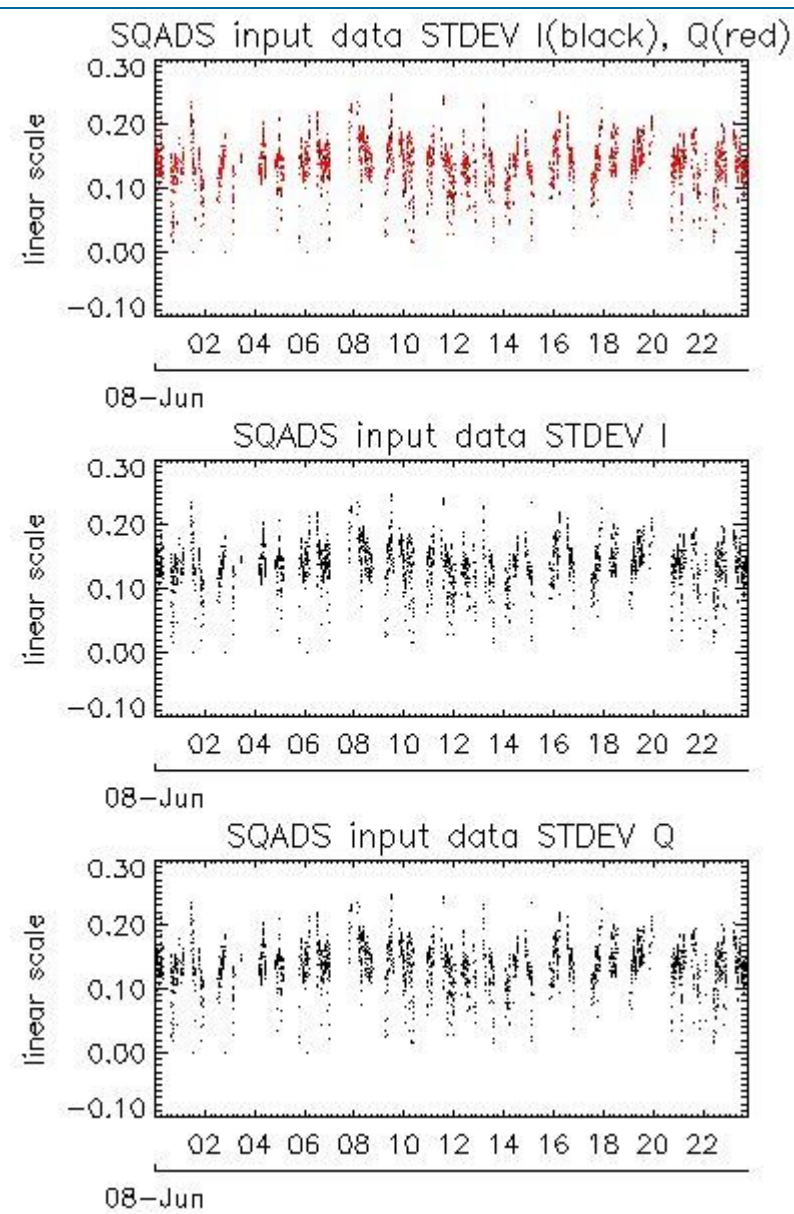 SQADS input data STDEV I(black), Q(red)
0.30
0.20
0.10
0.00
-0.10
linear scale
02 04 06 08 10 12 14 16 18 20 22
08-Jun
SQADS input data STDEV I
0.30
0.20
0.10
0.00
-0.10
linear scale
02 04 06 08 10 12 14 16 18 20 22
08-Jun
SQADS input data STDEV Q
0.30
0.20
0.10
0.00
-0.10
linear scale
02 04 06 08 10 12 14 16 18 20 22
08-Jun